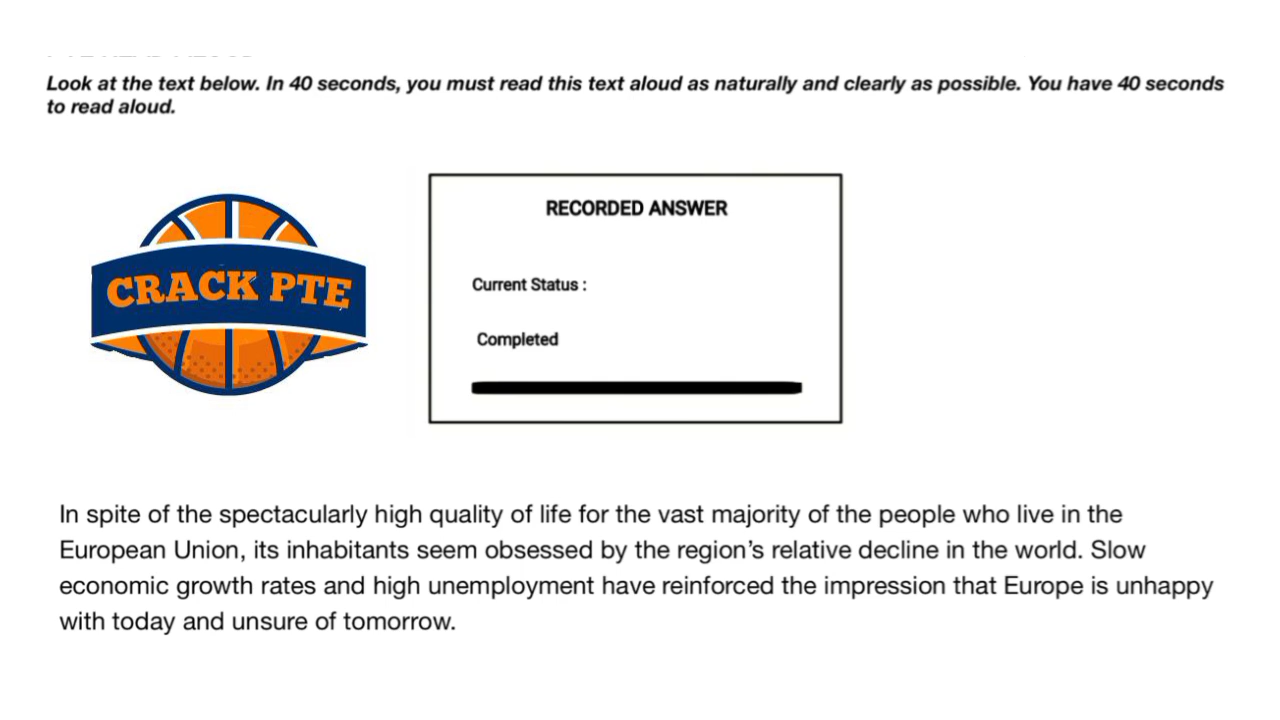 Look at the text below. In 40 seconds, you must read this text aloud as naturally and clearly as possible. You have 40 seconds
to read aloud.
RECORDED ANSWER
Current Status :
CRACK PTE
Completed
In spite of the spectacularly high quality of life for the vast majority of the people who live in the
European Union, its inhabitants seem obsessed by the region’s relative decline in the world. Slow
economic growth rates and high unemployment have reinforced the impression that Europe is unhappy
with today and unsure of tomorrow.